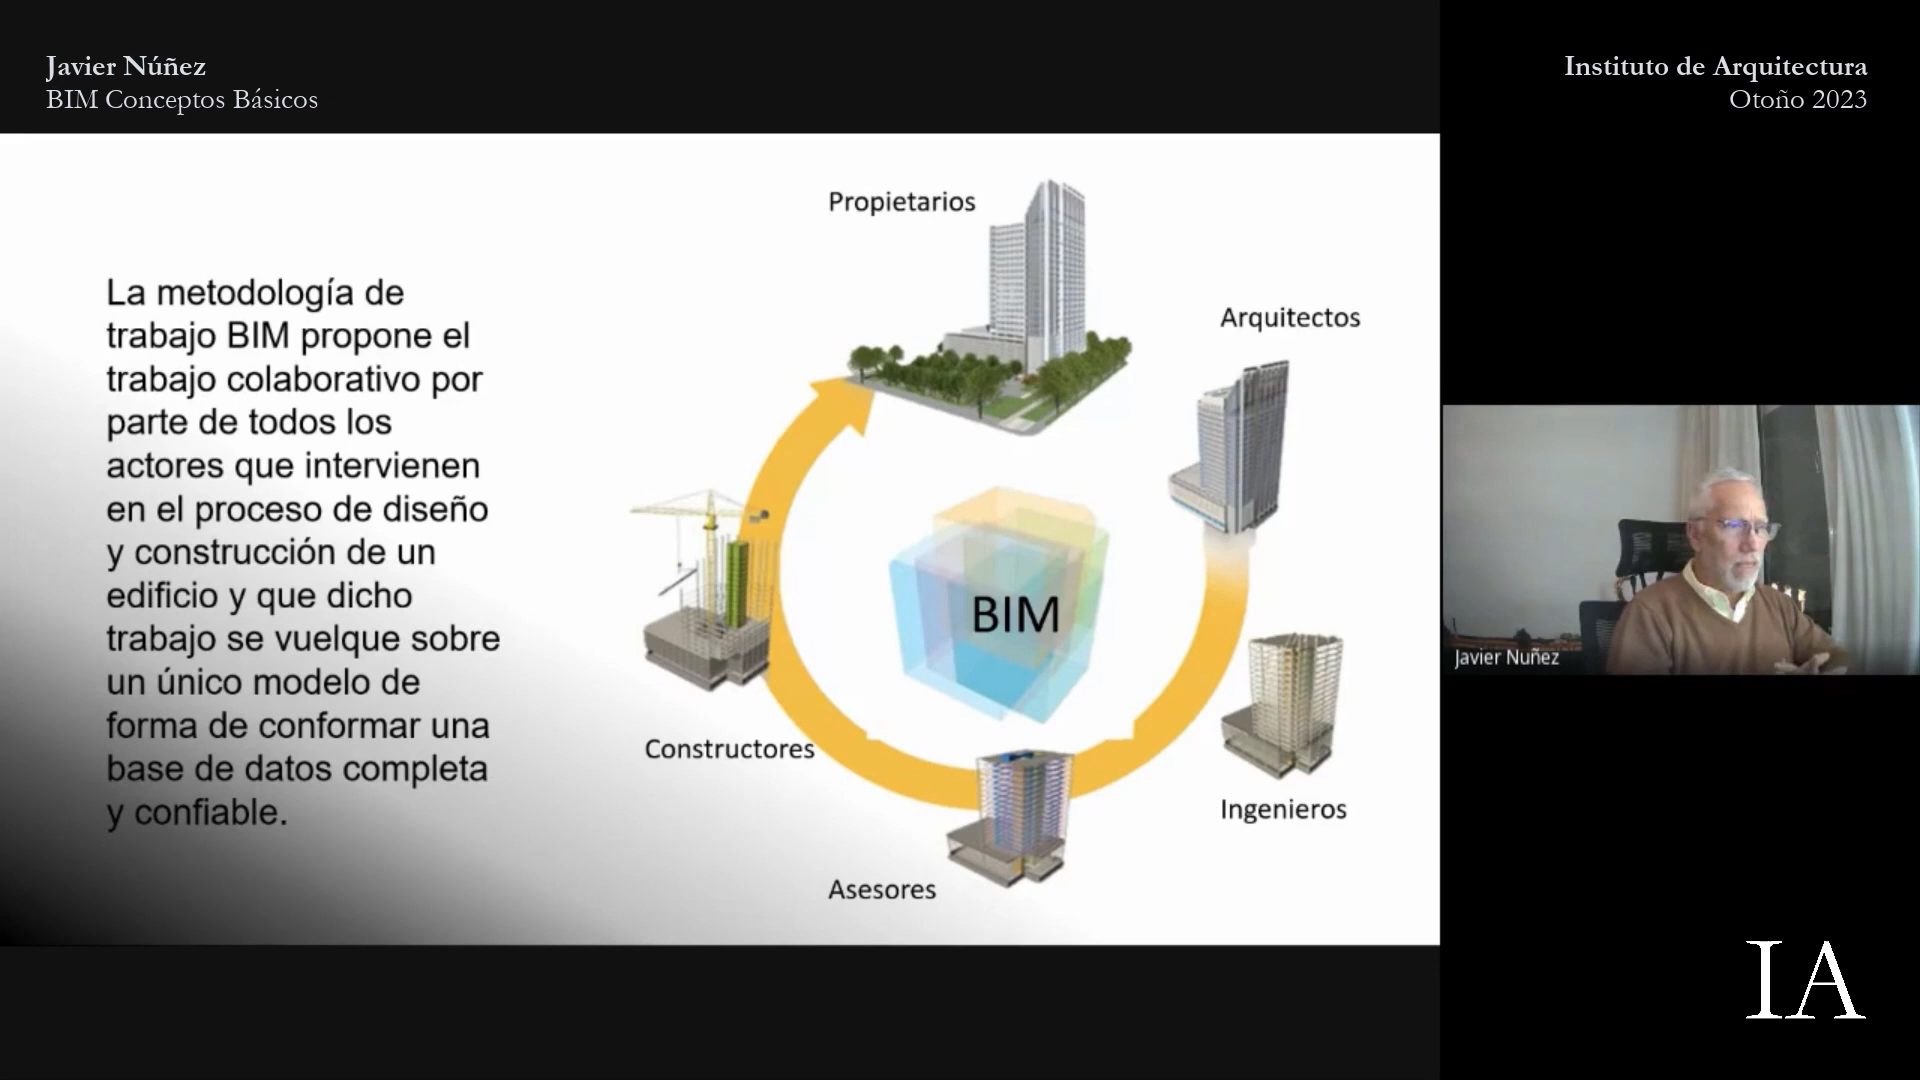 Javier Núñez
BIM Conceptos Básicos
Instituto de Arquitectura
Otoño 2023
La metodología de
trabajo BIM propone el
trabajo colaborativo por
parte de todos los
actores que intervienen
en el proceso de diseño
y construcción de un
edificio y que dicho
trabajo se vuelque sobre
un único modelo de
forma de conformar una
base de datos completa
y confiable.
Propietarios
Arquitectos
BIM
Constructores
Ingenieros
Asesores
Javier Nuñez
IA